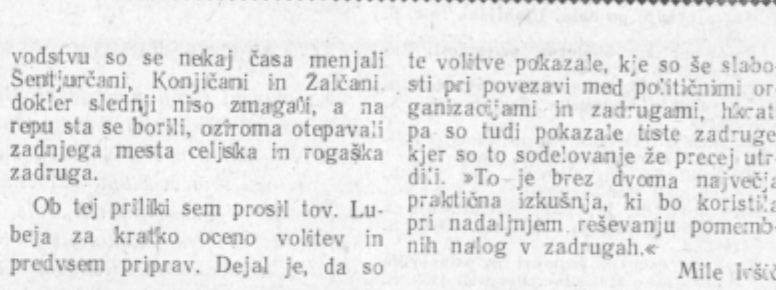 vodstvu so se nekaj časa menjali
Šentjurčani, Konjičani in Žalčani.
dokler slednji niso zmagali, a na
repu sta se borili, oziroma otepavali
zadnjega mesta celjska in rogaška
zadruga.
Ob tej priliki sem prosil tov. Lu-
beja za kratko oceno volitev in
predvsem priprav. Dejal je, da so
te volitve pokazale, kje so še slabo-
sti pri povezavi med političnimi or-
ganizacijami in zadrugami, hkrati
pa so tudi pokazale tiste zadruge
kjer so to sodelovanje že precej utr-
dili. »To je brez dvoma največja
praktična izkušnja, ki bo koristila
pri nadaljnjem reševanju pomemb-
nih nalog v zadrugah.«
Mile Iršič